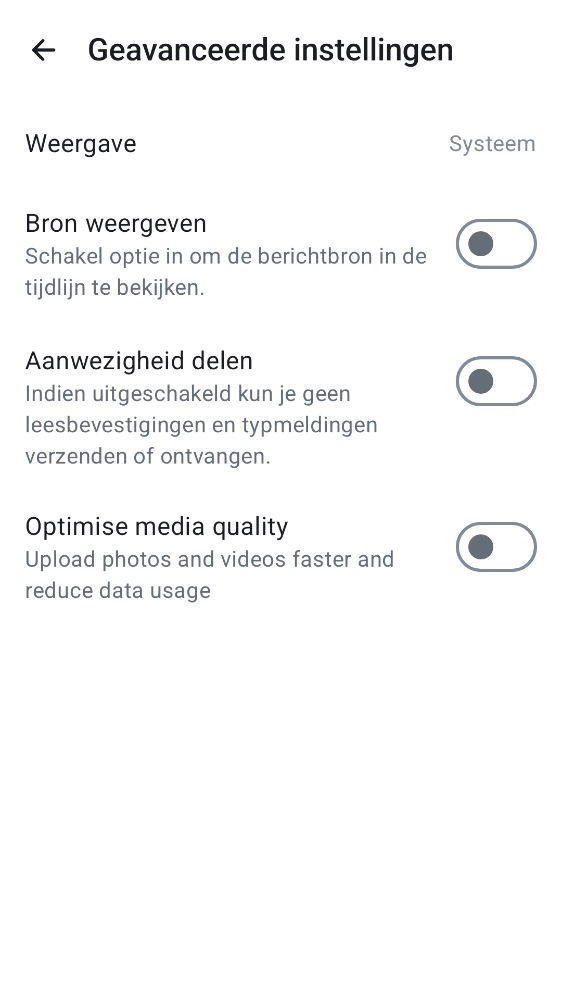 Geavanceerde instellingen
Weergave
Systeem
Bron weergeven
Schakel optie in om de berichtbron in de
tijdlijn te bekijken.
Aanwezigheid delen
Indien uitgeschakeld kun je geen
leesbevestigingen en typmeldingen
verzenden of ontvangen.
Optimise media quality
Upload photos and videos faster and
reduce data usage